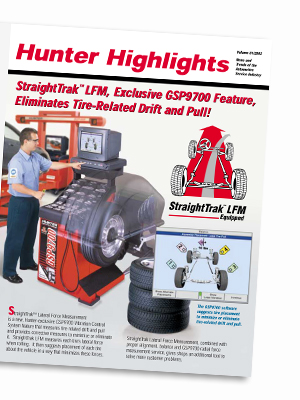 Hunter Highlights
Volume 01/2002
News and
Trends of the
Automotive
Service Industry
StraightTrak™ LFM, Exclusive GSP9700 Feature,
Eliminates Tire-Related Drift and Pull!
StraightTrak LFM
Equipped
HUNTER
GSP9700
The GSP9700 software
suggests tire placement
to minimize or eliminate
tire-related drift and pull.
StraightTrak™ Lateral Force Measurement
is a new, Hunter-exclusive GSP9700 Vibration Control
System feature that measures tire-related drift and pull
and provides corrective measures to minimize or eliminate
it. StraightTrak LFM measures each tire's lateral force
when rolling. It then suggests placement of each tire
about the vehicle in a way that minimizes these forces.
StraightTrak Lateral Force Measurement, combined with
proper alignment, balance and GSP9700 radial force
measurement service, gives shops an additional tool to
solve more customer problems.